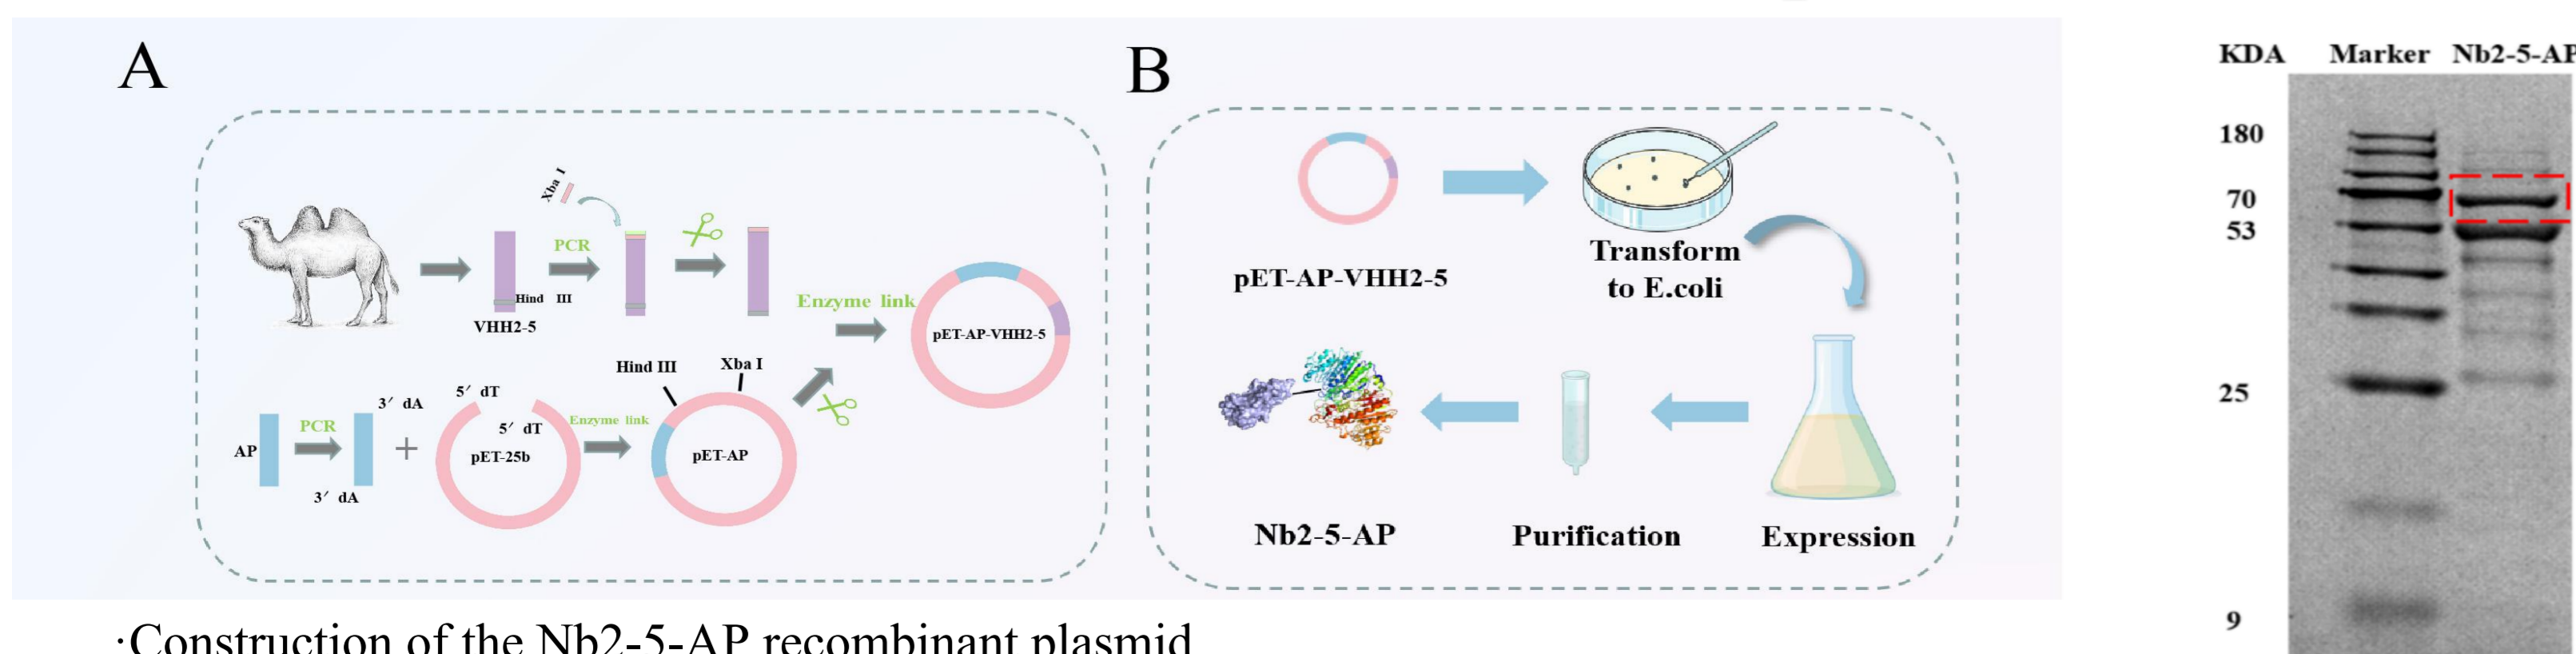 A
Xba I
PCR
Hind III
VHH2-5
Enzyme link
pET-AP-VHH2-5
Hind III
Xba I
5′ dT
3′ dA
PCR
5′ dT
Enzyme link
AP
+
pET-25b
pET-AP
3′ dA
B
pET-AP-VHH2-5
Transform
to E.coli
Nb2-5-AP
Purification
Expression
KDA Marker Nb2-5-AP
180
70
53
25
9
·Construction of the Nb2-5-AP recombinant plasmid